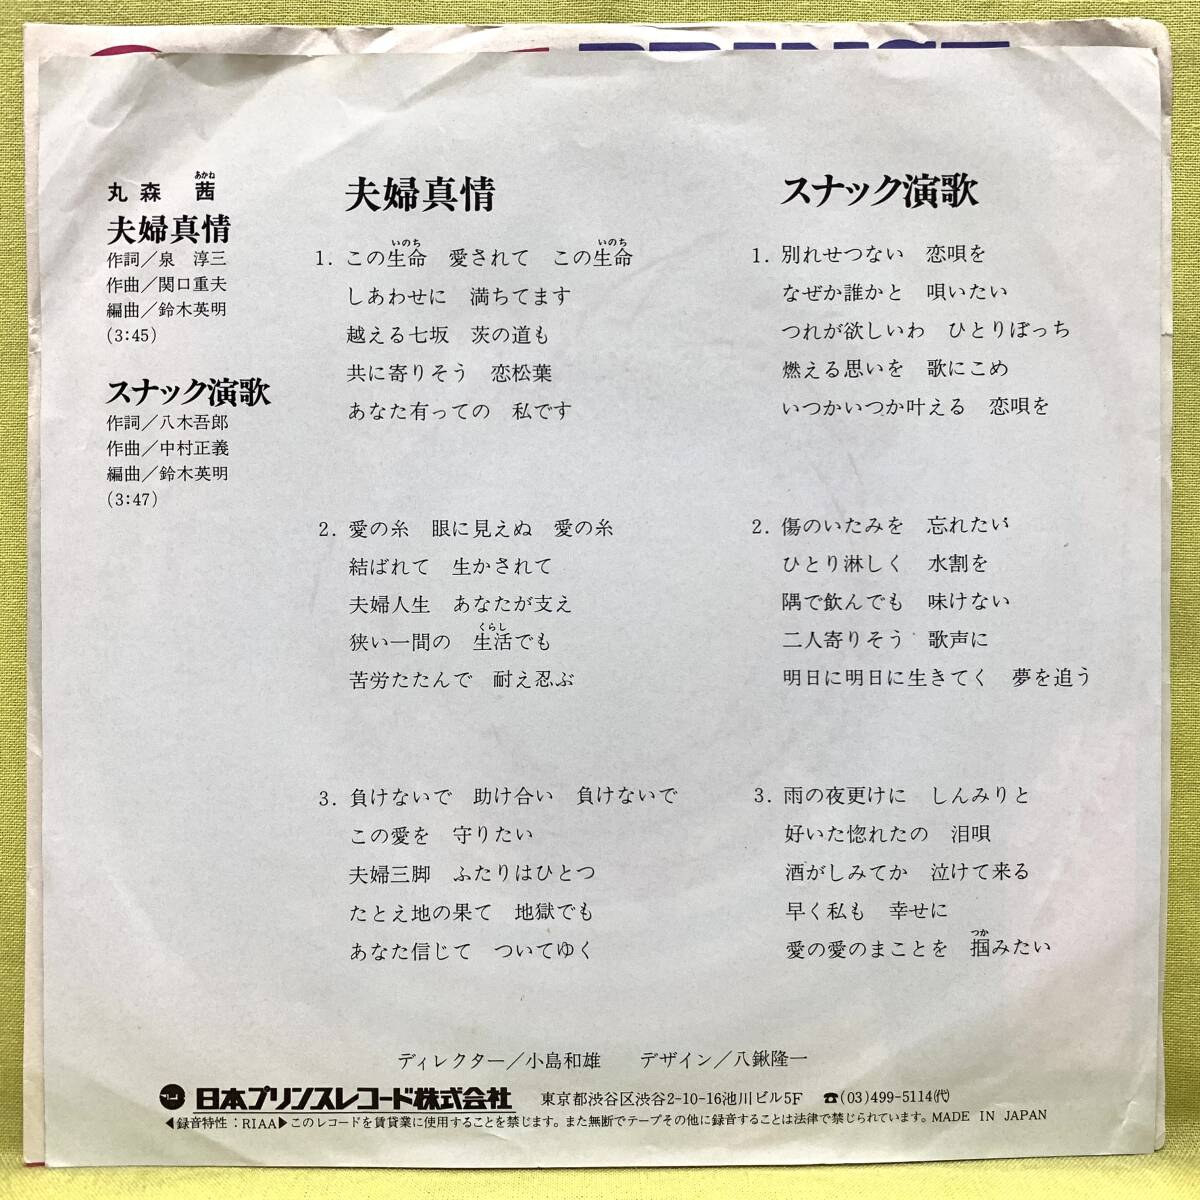 PRINCE
あかね
丸森 茜
夫婦真情
作詞／泉 淳三
作曲／関口重夫
編曲／鈴木英明
(3:45)
スナック演歌
作詞／八木吾郎
作曲／中村正義
編曲／鈴木英明
(3:47)
夫婦真情
いのち いのち
1. この生命 愛されて この生命
しあわせに 満ちてます
越える七坂 茨の道も
共に寄りそう 恋松葉
あなた有っての 私です
2. 愛の糸 眼に見えぬ 愛の糸
結ばれて 生かされて
夫婦人生 あなたが支え
くらし
狭い一間の 生活でも
苦労たたんで 耐え忍ぶ
3. 負けないで 助け合い 負けないで
この愛を 守りたい
夫婦三脚 ふたりはひとつ
たとえ地の果て 地獄でも
あなた信じて ついてゆく
スナック演歌
1. 別れせつない 恋唄を
なぜか誰かと 唄いたい
つれが欲しいわ ひとりぼっち
燃える思いを 歌にこめ
いつかいつか叶える 恋唄を
2. 傷のいたみを 忘れたい
ひとり淋しく 水割を
隅で飲んでも 味けない
二人寄りそう 歌声に
明日に明日に生きてく 夢を追う
3. 雨の夜更けに しんみりと
好いた惚れたの 泪唄
酒がしみてか 泣けて来る
早く私も 幸せに
つか
愛の愛のまことを 掴みたい
ディレクター／小島和雄 デザイン／八鍬隆一
日本プリンスレコード株式会社 東京都渋谷区渋谷2-10-16池川ビル5F ☎(03)499-5114(代)
◀録音特性：RIAA▶このレコードを賃貸業に使用することを禁じます。また無断でテープその他に録音することは法律で禁じられています。MADE IN JAPAN